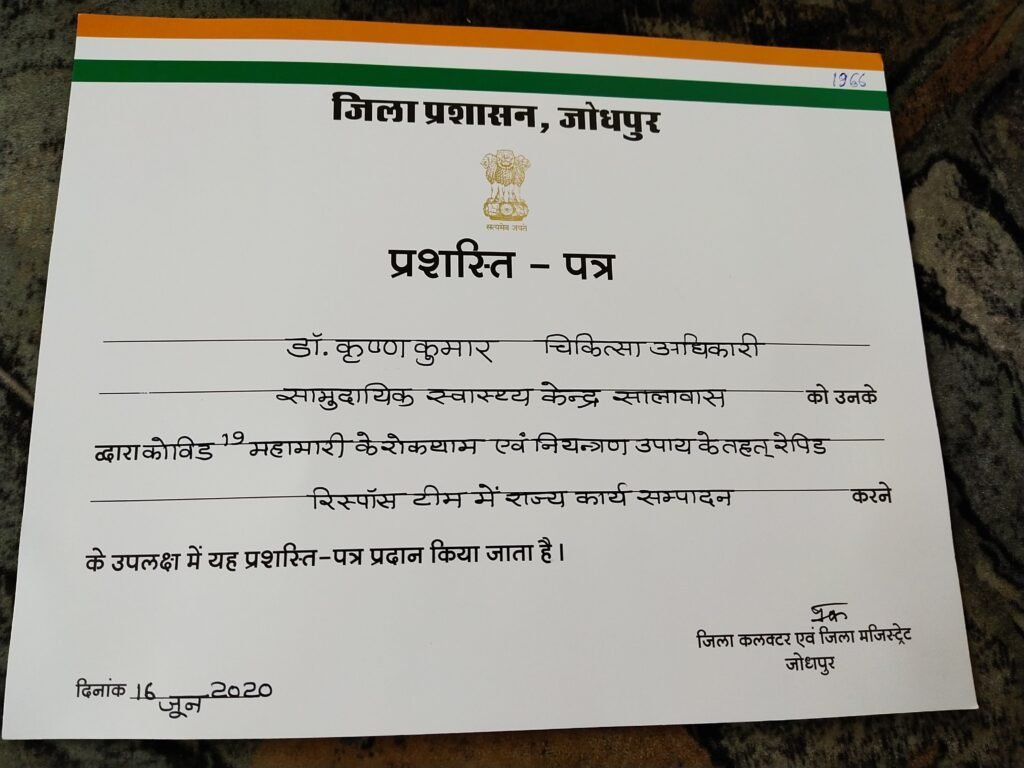 1966
जिला प्रशासन, जोधपुर
सत्यमेव जयते
प्रशस्ति - पत्र
डॉ. कृष्ण कुमार चिकित्सा अधिकारी
सामुदायिक स्वास्थ्य केन्द्र सालावास को उनके
द्वारा कोविड 19 महामारी के रोकथाम एवं नियन्त्रण उपाय के तहत् रेपिड
रिस्पॉस टीम में राज्य कार्य सम्पादन करने
के उपलक्ष में यह प्रशस्ति-पत्र प्रदान किया जाता है।
जिला कलक्टर एवं जिला मजिस्ट्रेट
जोधपुर
दिनांक 16 जून 2020